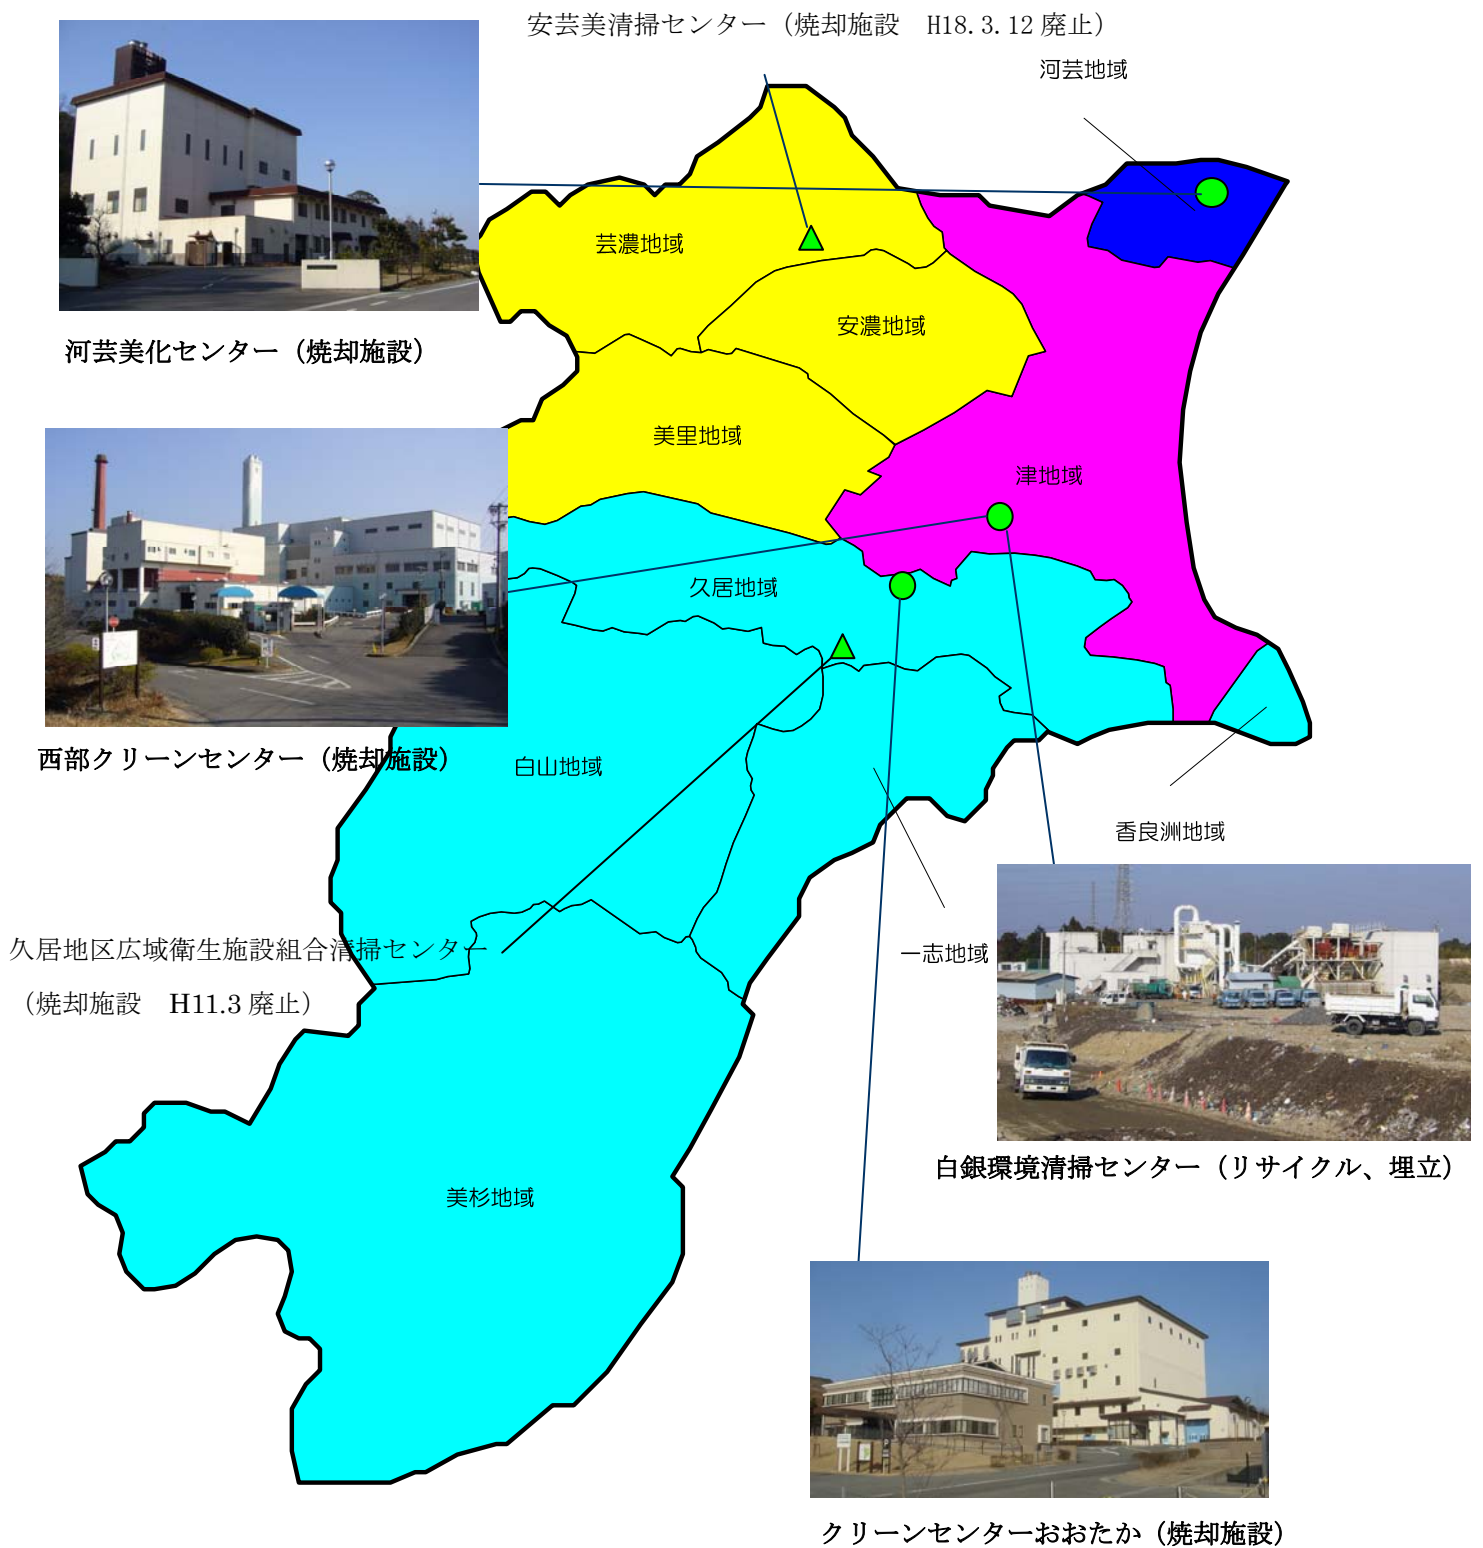 安芸美清掃センター（焼却施設　H18.3.12 廃止）
河芸地域
芸濃地域
安濃地域
河芸美化センター（焼却施設）
美里地域
津地域
久居地域
西部クリーンセンター（焼却施設）
白山地域
香良洲地域
久居地区広域衛生施設組合清掃センター
（焼却施設　H11.3 廃止）
一志地域
白銀環境清掃センター（リサイクル、埋立）
美杉地域
クリーンセンターおおたか（焼却施設）